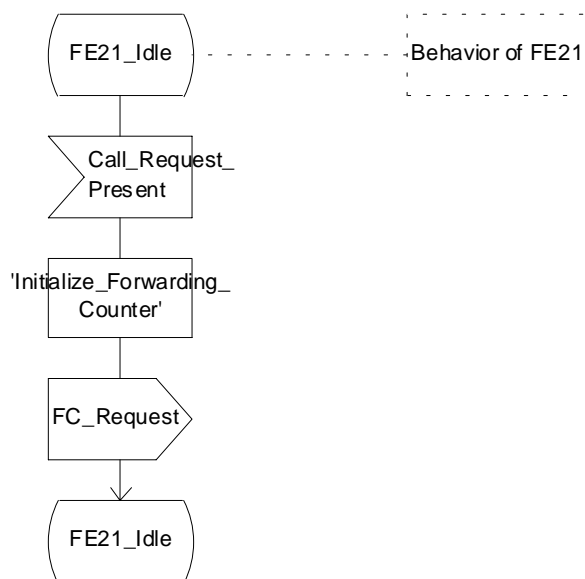 FE21_Idle
Behavior of FE21
Call_Request_
Present
'Initialize_Forwarding_
Counter'
FC_Request
FE21_Idle